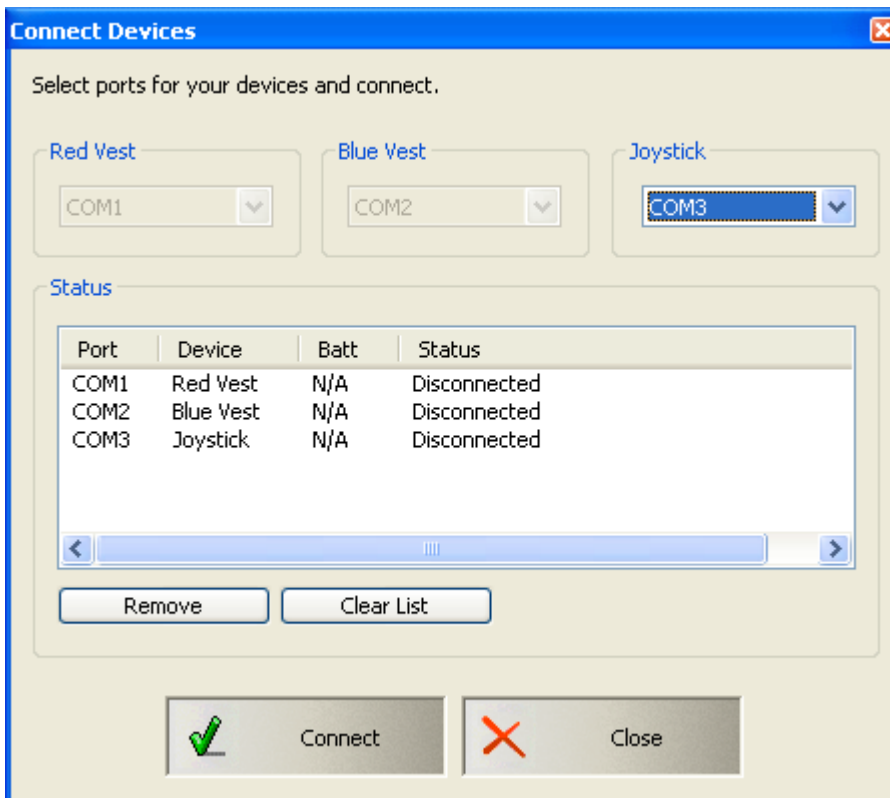 Connect Devices
Select ports for your devices and connect.
Red Vest Blue Vest Joystick
COM1 COM2 COM3
Status
Port Device Batt Status
COM1 Red Vest N/A Disconnected
COM2 Blue Vest N/A Disconnected
COM3 Joystick N/A Disconnected
Remove Clear List
Connect Close